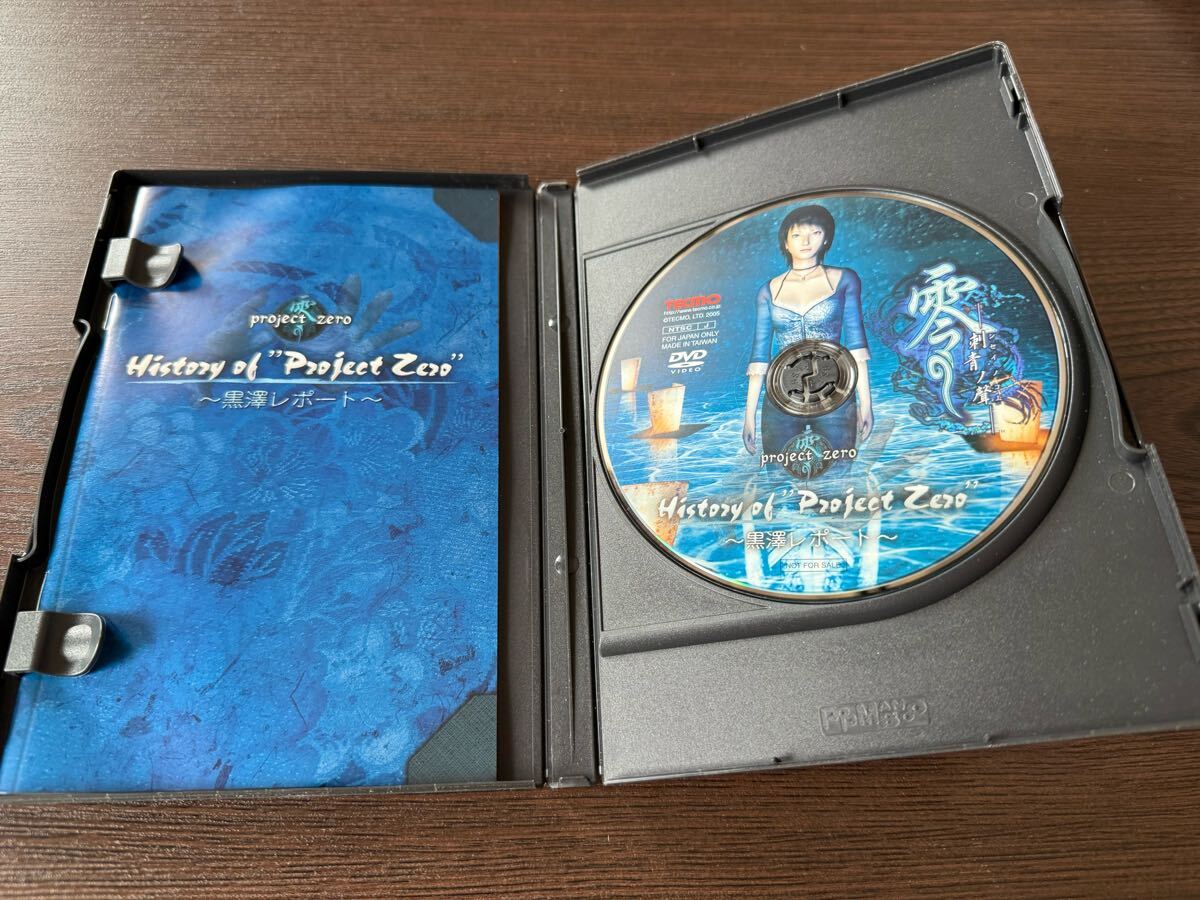 零
project zero
History of "Project Zero"
～黒澤レポート～
TECMO
http://www.tecmo.co.jp
©TECMO, LTD. 2005
NTSC J
FOR JAPAN ONLY
MADE IN TAIWAN
DVD
VIDEO
零
刺青ノ聲
零
project zero
History of "Project Zero"
～黒澤レポート～
NOT FOR SALE